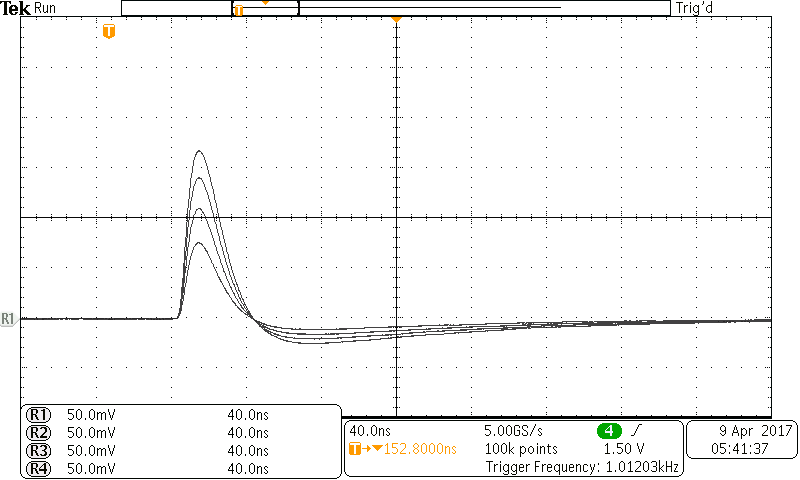 Tek Run Trig'd
T
T
R1
R1 50.0mV 40.0ns
R2 50.0mV 40.0ns
R3 50.0mV 40.0ns
R4 50.0mV 40.0ns
40.0ns 5.00GS/s 4 1.50 V
T→▼152.8000ns 100k points
Trigger Frequency: 1.01203kHz
9 Apr 2017
05:41:37